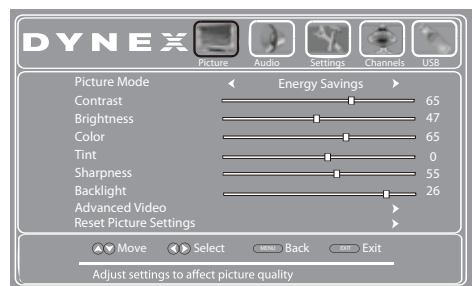 DYNEX
Picture Audio Settings Channels USB
Picture Mode Energy Savings
Contrast 65
Brightness 47
Color 65
Tint 0
Sharpness 55
Backlight 26
Advanced Video
Reset Picture Settings
Move Select MENU Back EXIT Exit
Adjust settings to affect picture quality